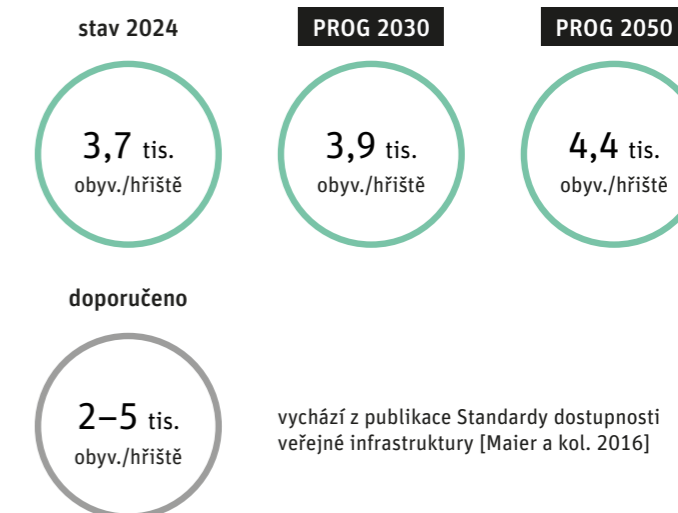 stav 2024
PROG 2030
PROG 2050
3,7 tis.
obyv./hřiště
3,9 tis.
obyv./hřiště
4,4 tis.
obyv./hřiště
doporučeno
2–5 tis.
obyv./hřiště
vychází z publikace Standardy dostupnosti
veřejné infrastruktury [Maier a kol. 2016]